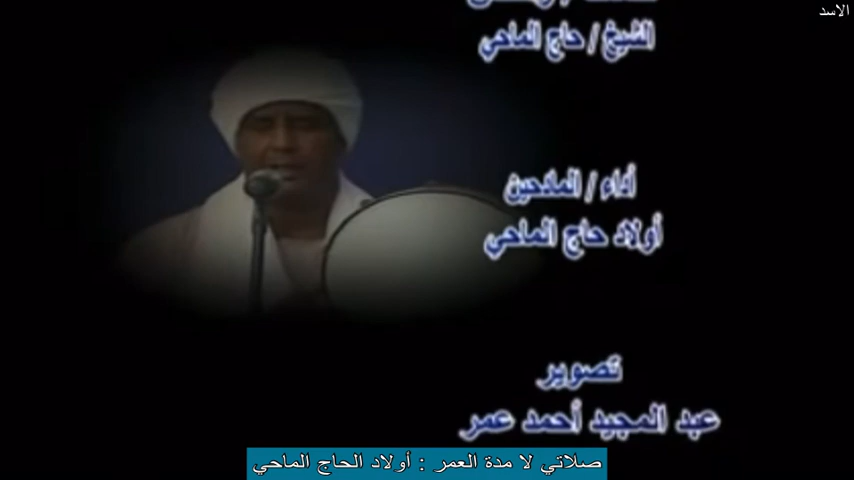 الاسد
الشيخ / حاج الماحي
أداء / المادحين
أولاد حاج الماحي
تصوير
عبد المجيد أحمد عمر
صلاتي لا مدة العمر : أولاد الحاج الماحي